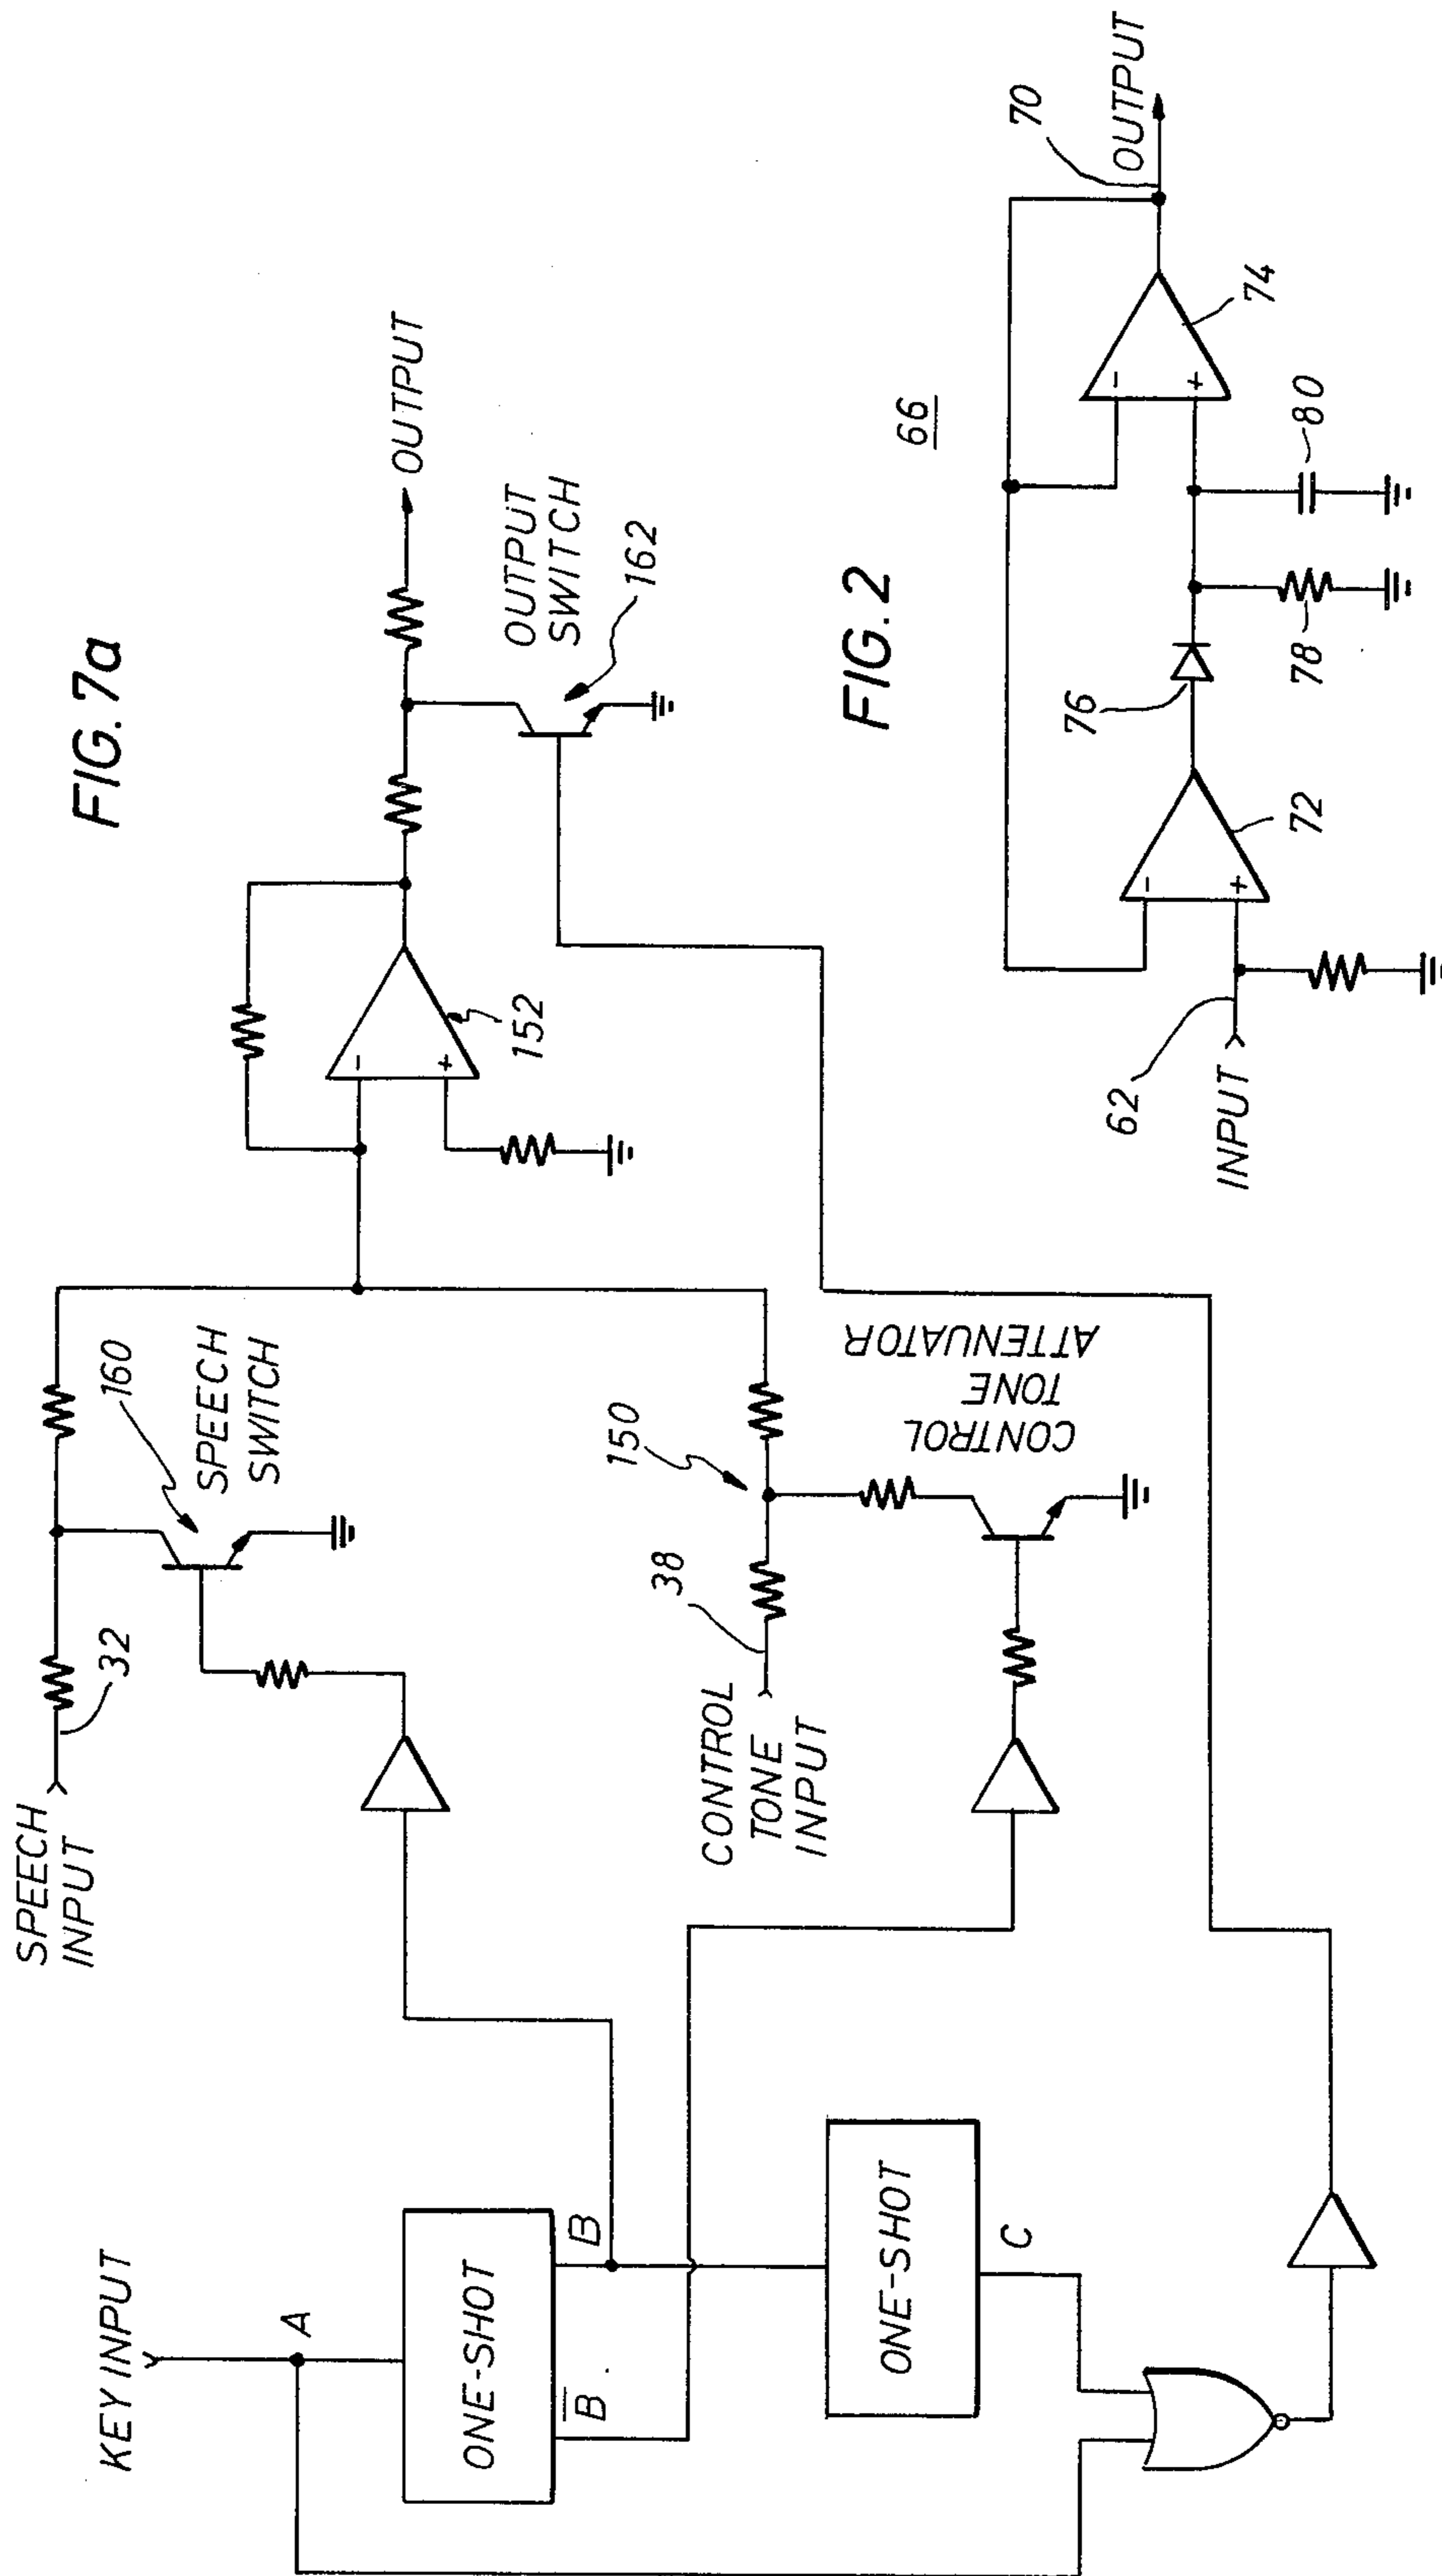 FIG. 7a
KEY INPUT
A
ONE-SHOT
B
B
ONE-SHOT
C
SPEECH
INPUT
32
160
SPEECH
SWITCH
CONTROL
TONE
INPUT
38
150
CONTROL
TONE
ATTENUATOR
-
+
152
OUTPUT
OUTPUT
SWITCH
162
FIG. 2
66
INPUT
62
-
+
72
76
78
80
-
+
74
70
OUTPUT